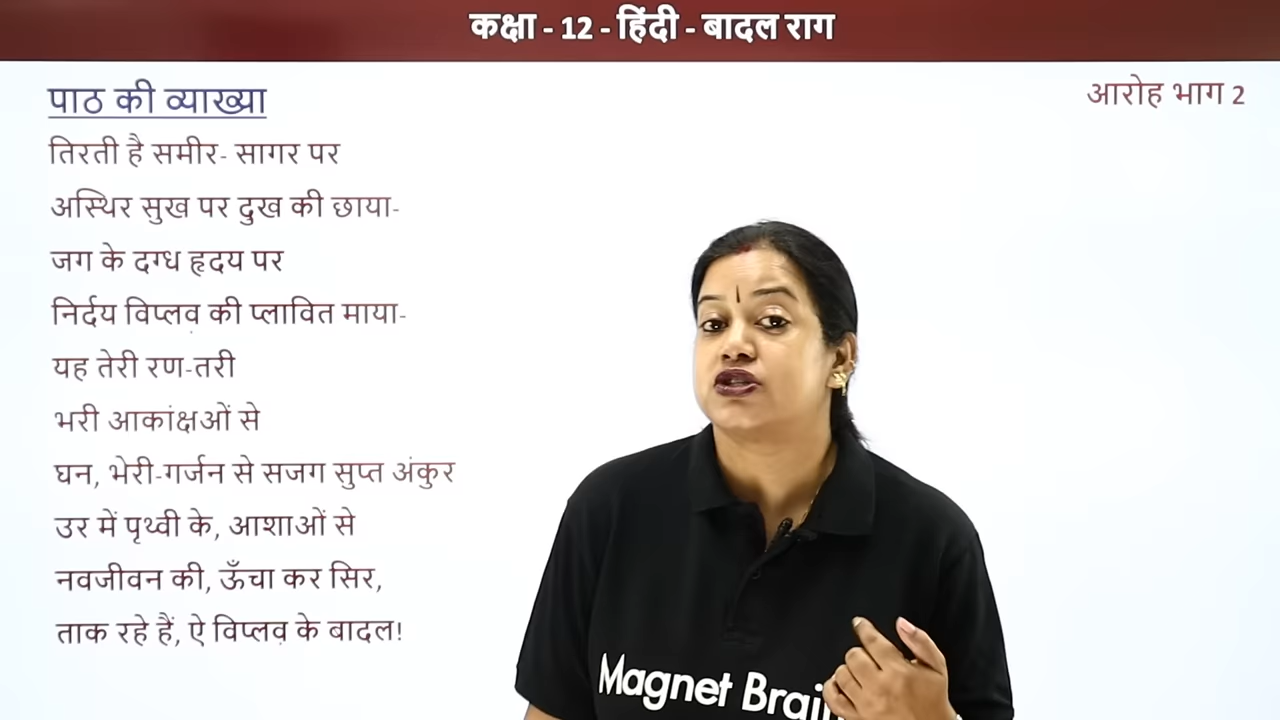 कक्षा - 12 - हिंदी - बादल राग
पाठ की व्याख्या
आरोह भाग 2
तिरती है समीर- सागर पर
अस्थिर सुख पर दुख की छाया-
जग के दग्ध हृदय पर
निर्दय विप्लव की प्लावित माया-
यह तेरी रण-तरी
भरी आकांक्षओं से
घन, भेरी-गर्जन से सजग सुप्त अंकुर
उर में पृथ्वी के, आशाओं से
नवजीवन की, ऊँचा कर सिर,
ताक रहे हैं, ऐ विप्लव के बादल!
Magnet Brai